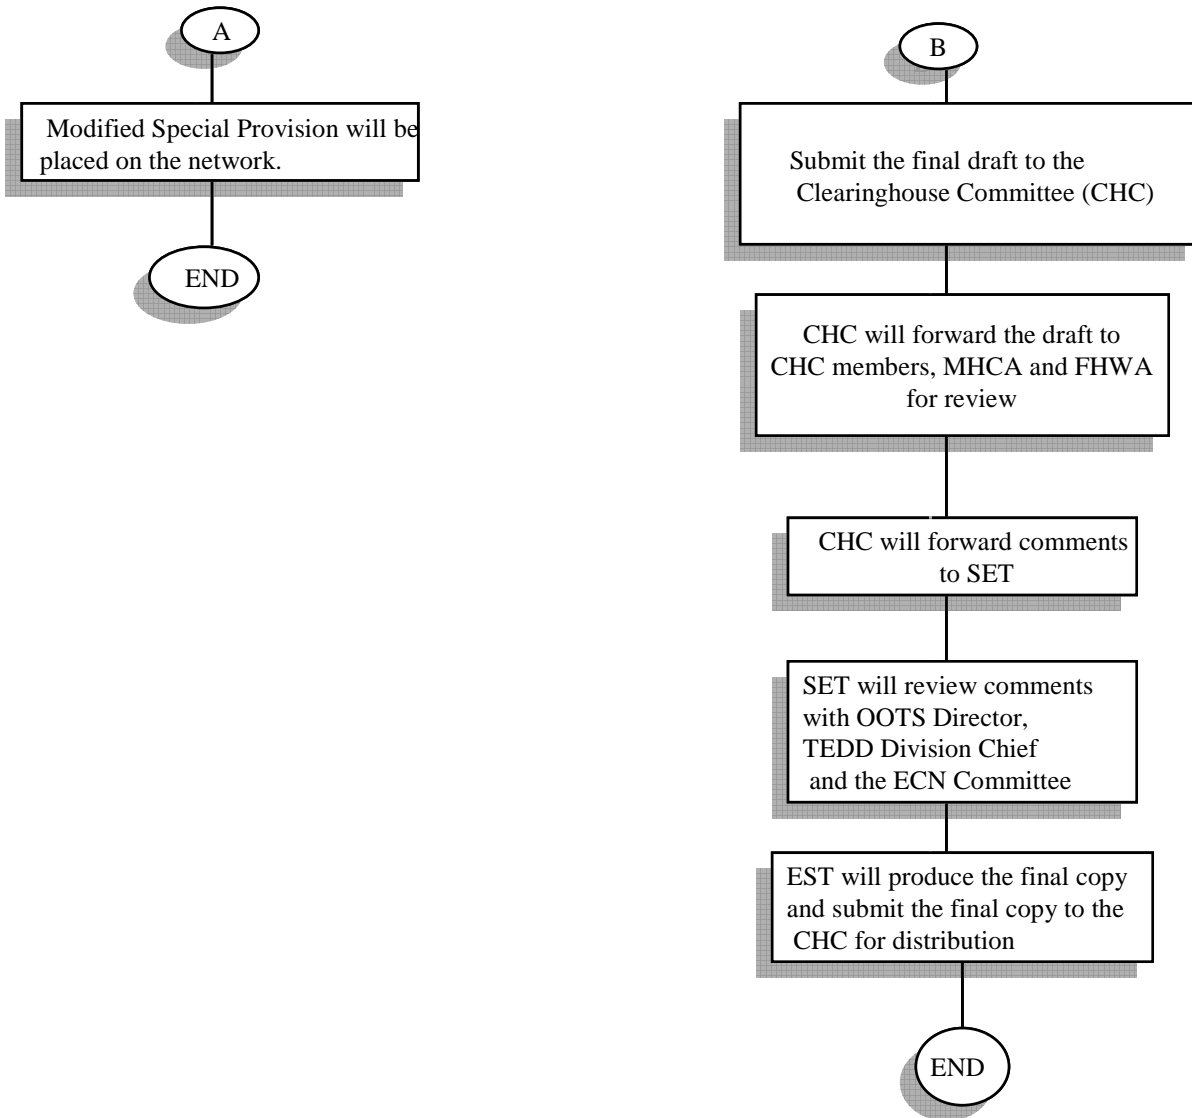 A
Modified Special Provision will be
placed on the network.
END
B
Submit the final draft to the
Clearinghouse Committee (CHC)
CHC will forward the draft to
CHC members, MHCA and FHWA
for review
CHC will forward comments
to SET
SET will review comments
with OOTS Director,
TEDD Division Chief
and the ECN Committee
EST will produce the final copy
and submit the final copy to the
CHC for distribution
END